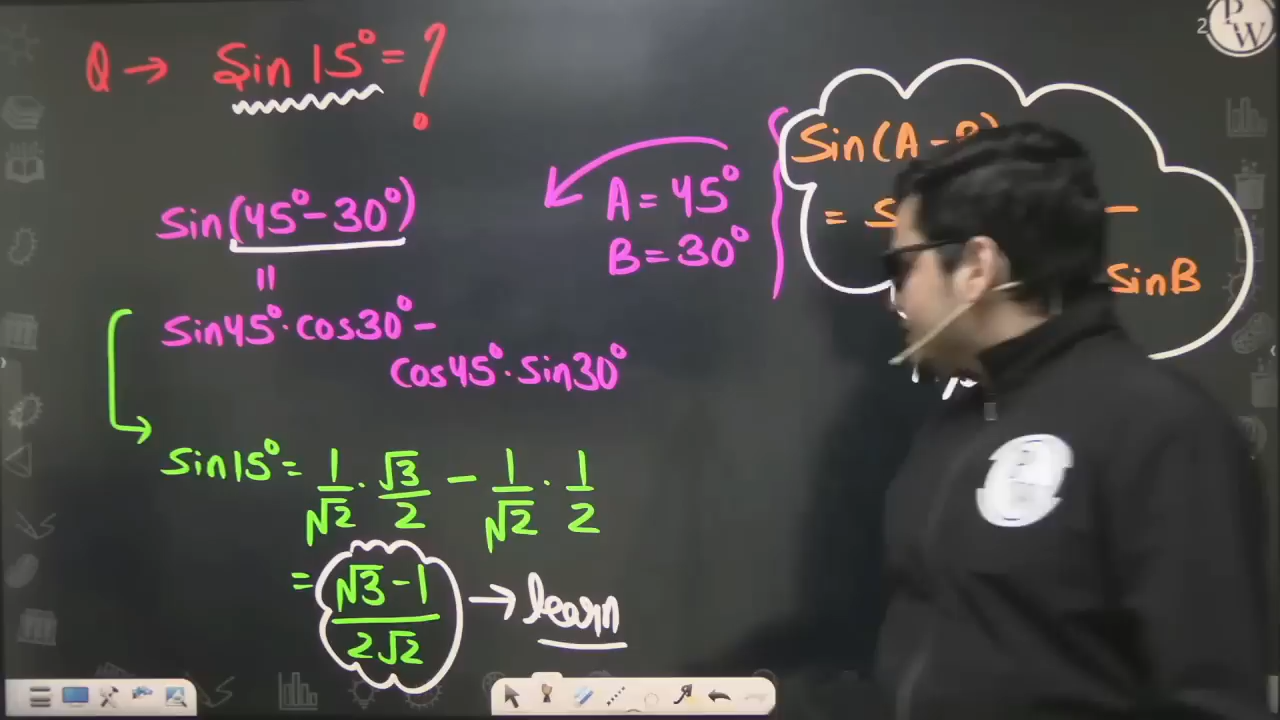 Q → Sin 15° = ?
Sin(45° - 30°)
=
Sin45°·cos30° -
cos45°·sin30°
Sin15° = 1/√2 · √3/2 - 1/√2 · 1/2
= (√3 - 1)/(2√2) → learn
A = 45°
B = 30°
Sin(A -
=
-
SinB
2
PW